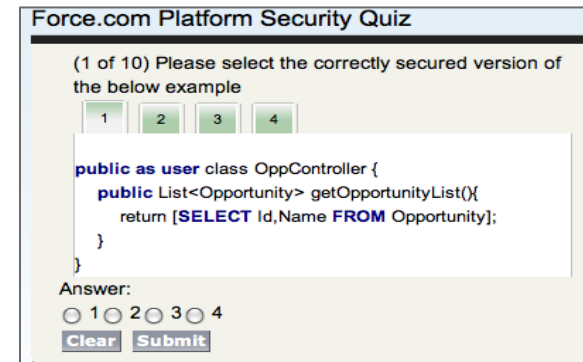 Force.com Platform Security Quiz
(1 of 10) Please select the correctly secured version of
the below example
1 2 3 4
public as user class OppController {
public List<Opportunity> getOpportunityList(){
return [SELECT Id,Name FROM Opportunity];
}
}
Answer:
1 2 3 4
Clear Submit